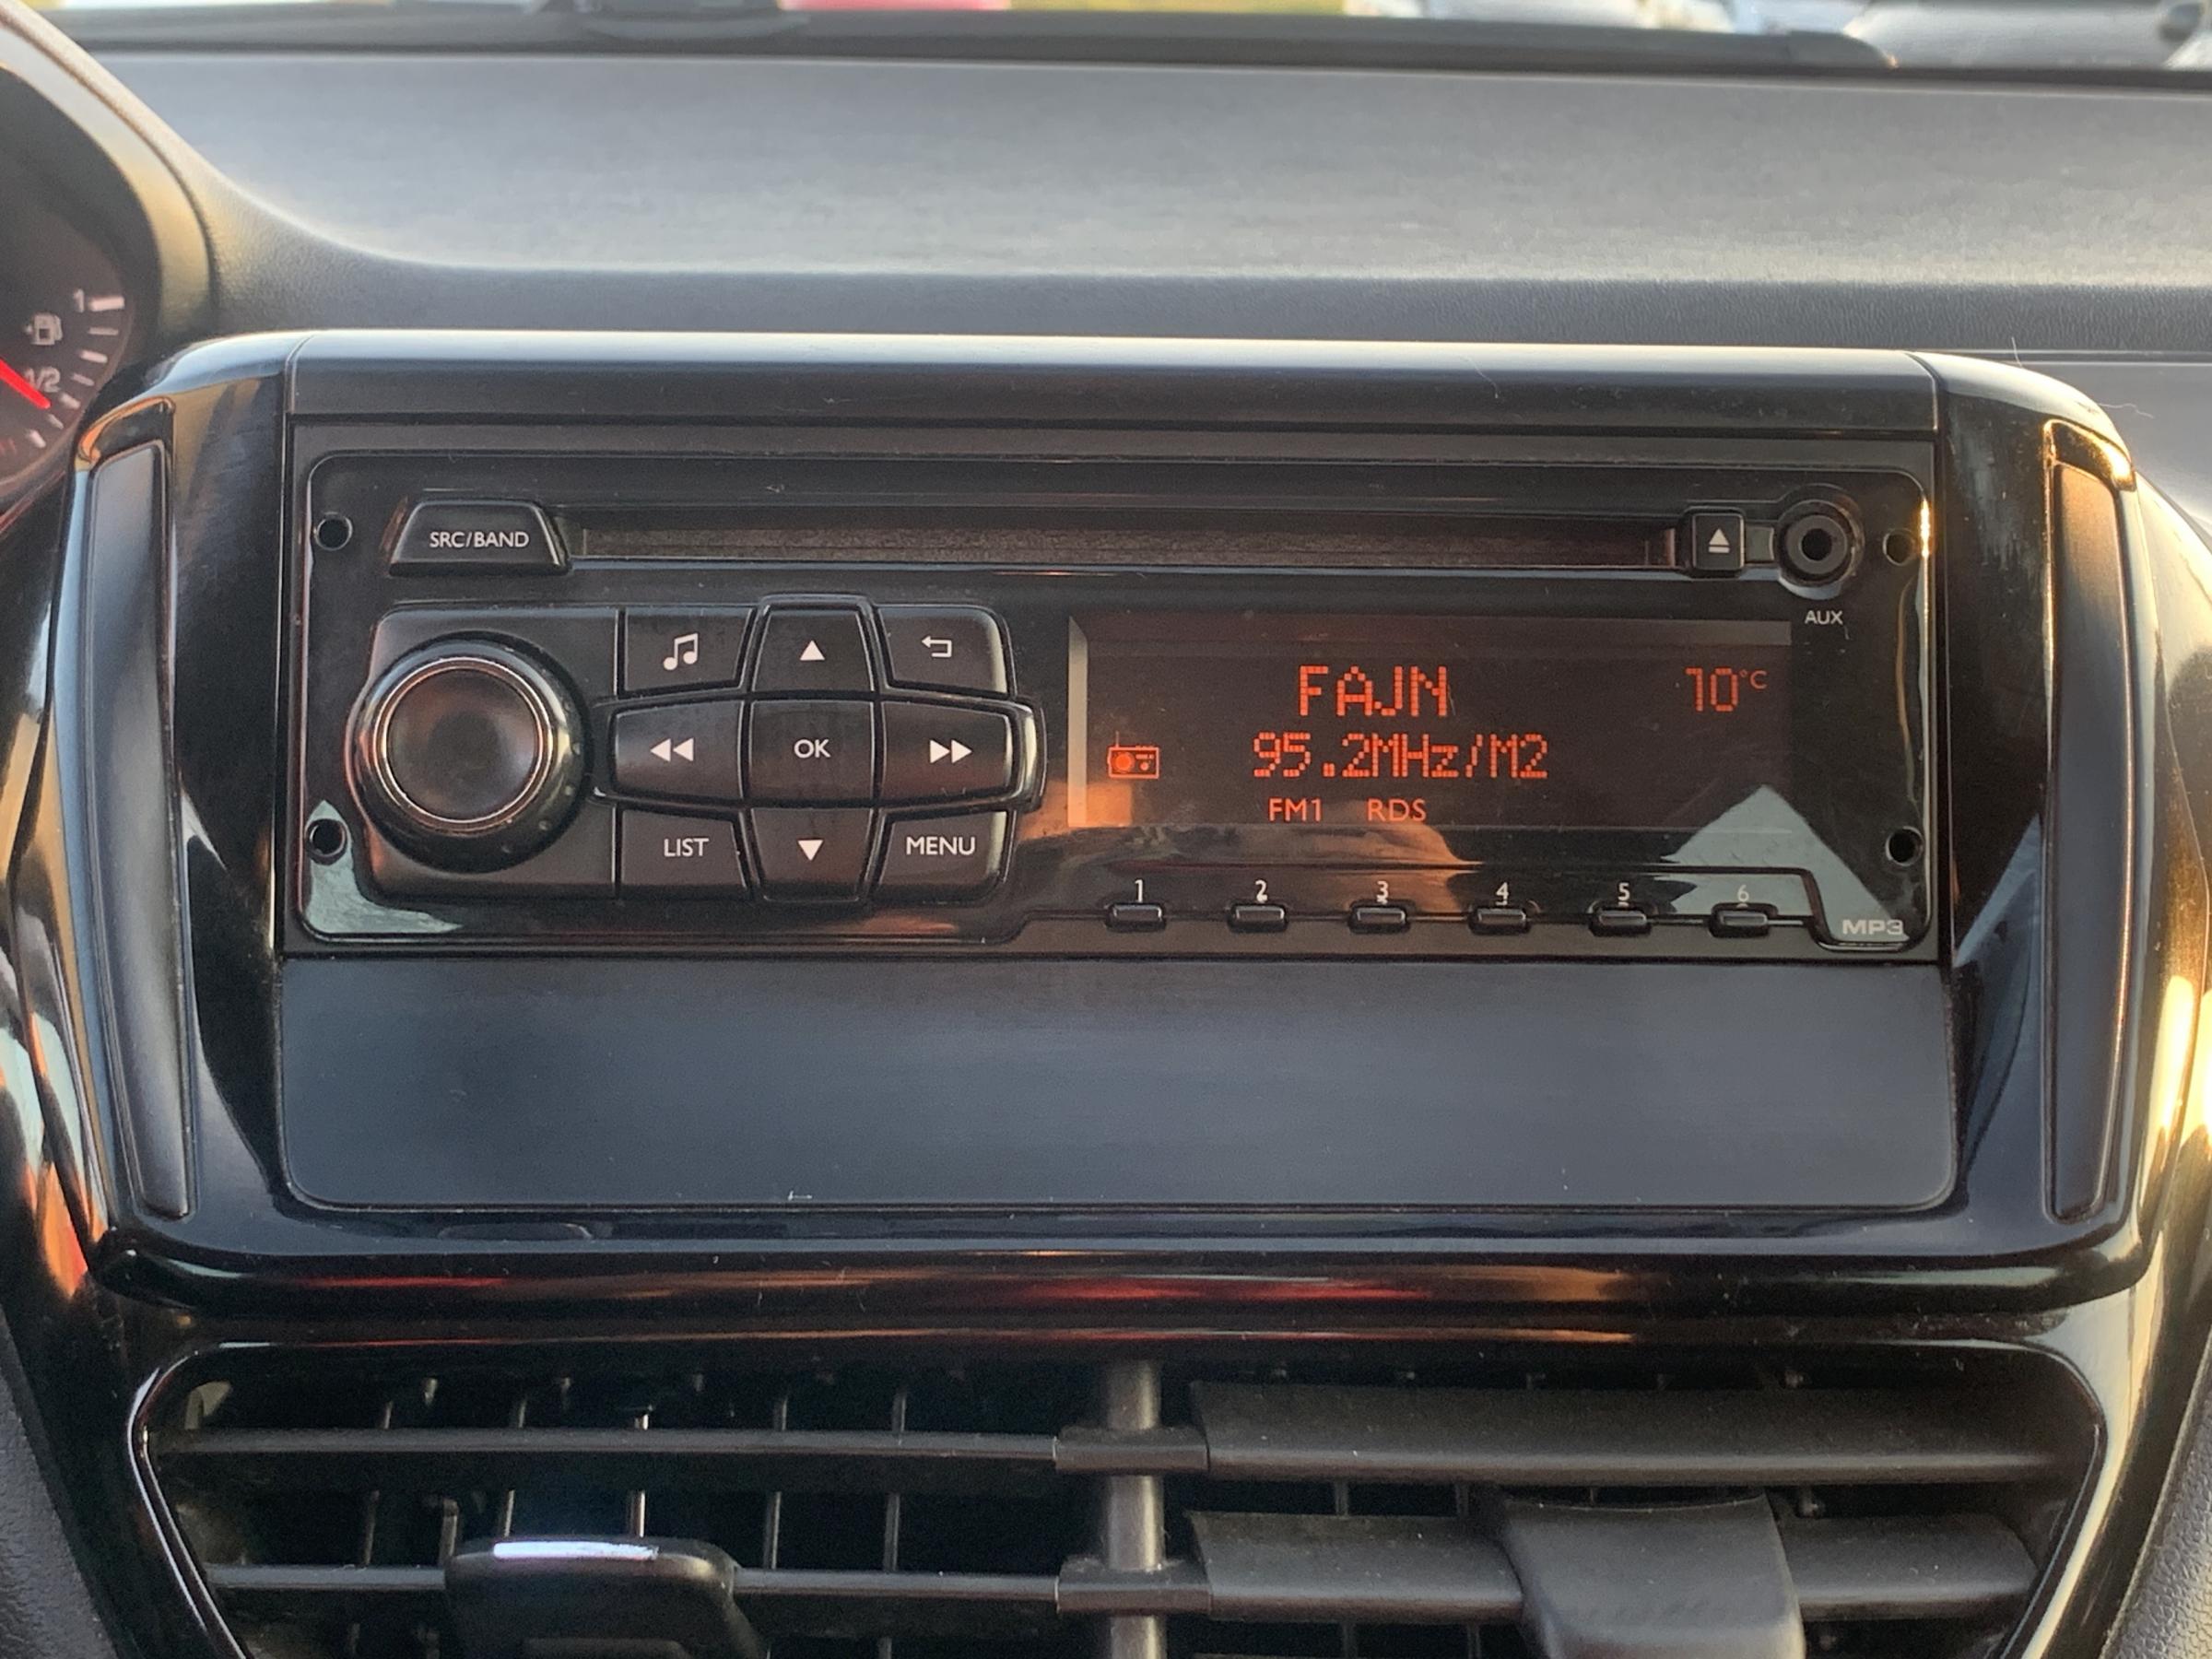 1
1/2
SRC/BAND
AUX
FAJN
10°C
95.2MHz/M2
FM1 RDS
OK
LIST
MENU
1 2 3 4 5 6
MP3